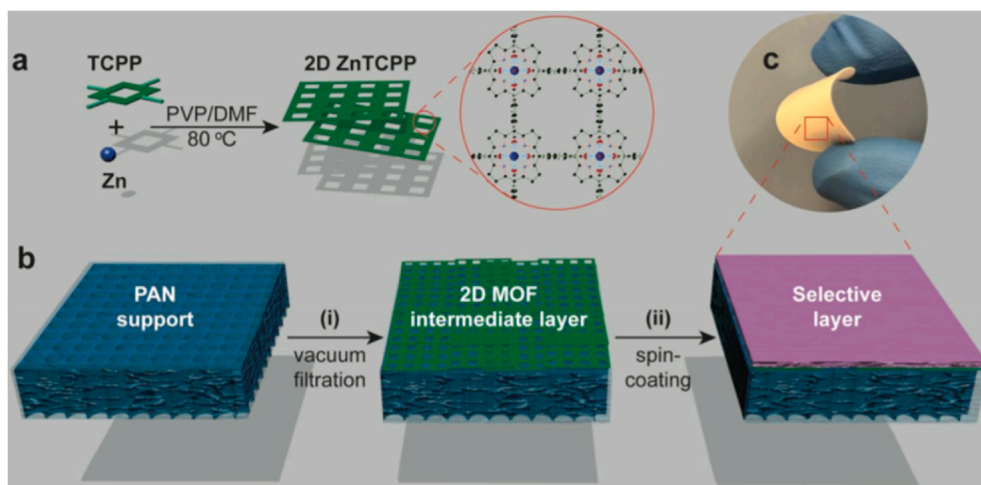 a
TCPP
+
Zn
PVP/DMF
80 ºC
2D ZnTCPP
c
b
PAN
support
(i)
vacuum
filtration
2D MOF
intermediate layer
(ii)
spin-
coating
Selective
layer